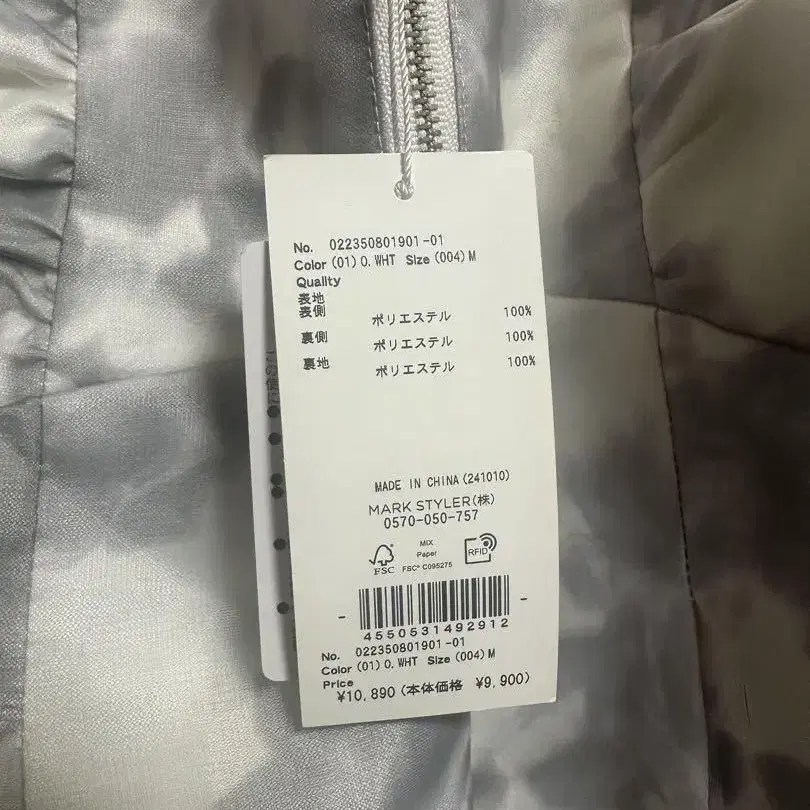 No. 022350801901-01
Color (01) O. WHT Size (004) M
Quality
表地
表側 ポリエステル 100%
裏側 ポリエステル 100%
裏地 ポリエステル 100%
MADE IN CHINA (241010)
MARK STYLER(株)
0570-050-757
FSC
MIX
Paper
FSC® C095275
RFID
4550531492912
No. 022350801901-01
Color (01) O. WHT Size (004) M
Price
¥10,890 (本体価格 ¥9,900)